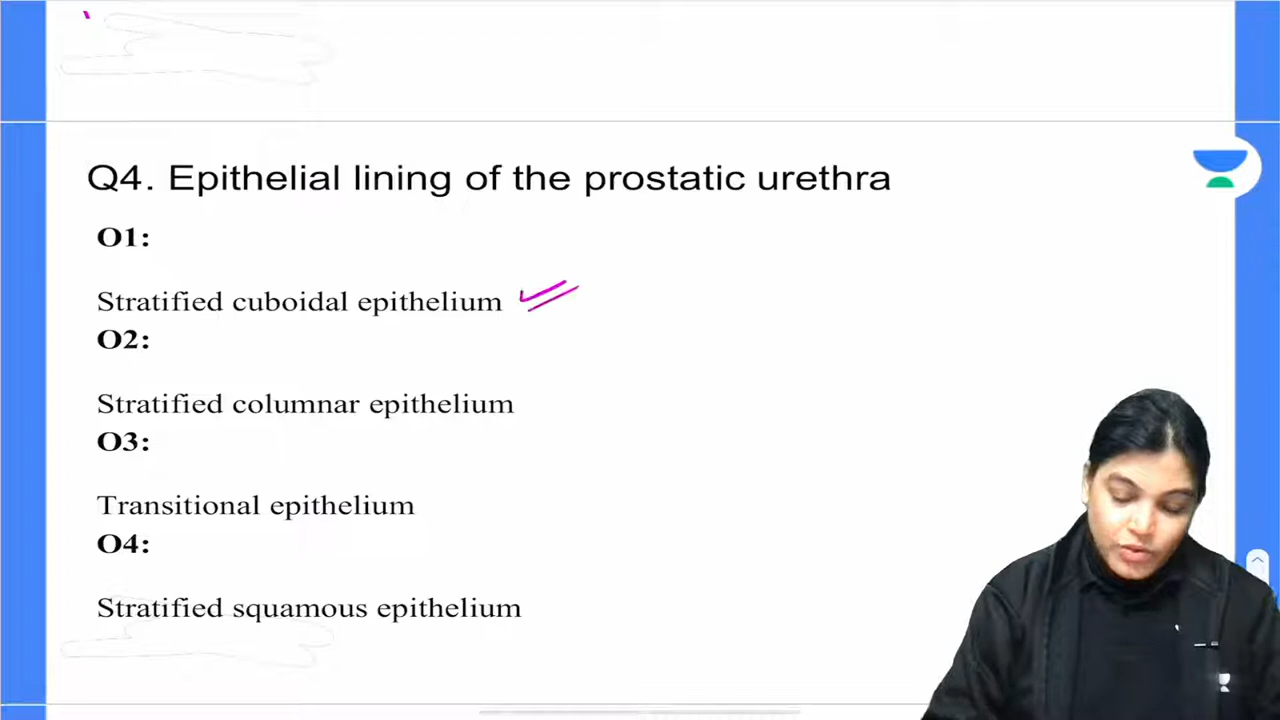 Q4. Epithelial lining of the prostatic urethra
O1:
Stratified cuboidal epithelium
O2:
Stratified columnar epithelium
O3:
Transitional epithelium
O4:
Stratified squamous epithelium